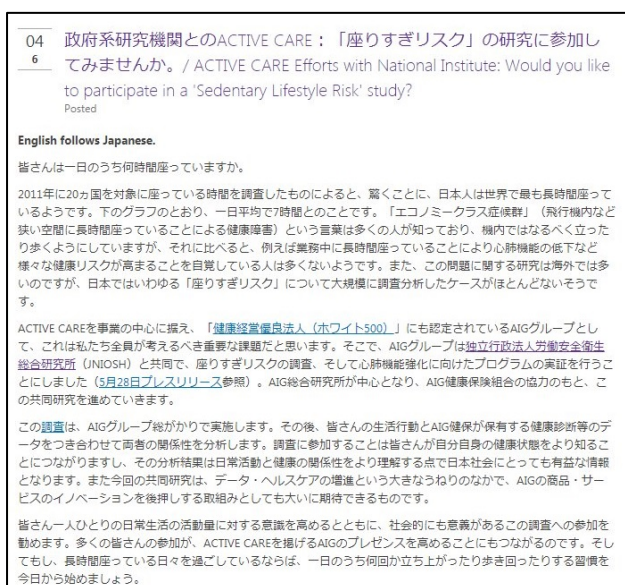 04
6
政府系研究機関とのACTIVE CARE：「座りすぎリスク」の研究に参加し
てみませんか。/ ACTIVE CARE Efforts with National Institute: Would you like
to participate in a 'Sedentary Lifestyle Risk' study?
Posted
English follows Japanese.
皆さんは一日のうち何時間座っていますか。
2011年に20ヵ国を対象に座っている時間を調査したものによると、驚くことに、日本人は世界で最も長時間座って
いるようです。下のグラフのとおり、一日平均で7時間とのことです。「エコノミークラス症候群」（飛行機内など
狭い空間に長時間座っていることによる健康障害）という言葉は多くの人が知っており、機内ではなるべく立った
り歩くようにしていますが、それに比べると、例えば業務中に長時間座っていることにより心肺機能の低下など
様々な健康リスクが高まることを自覚している人は多くないようです。また、この問題に関する研究は海外では多
いのですが、日本ではいわゆる「座りすぎリスク」について大規模に調査分析したケースがほとんどないそうで
す。
ACTIVE CAREを事業の中心に据え、「健康経営優良法人（ホワイト500）」にも認定されているAIGグループとし
て、これは私たち全員が考えるべき重要な課題だと思います。そこで、AIGグループは独立行政法人労働安全衛生
総合研究所（JNIOSH）と共同で、座りすぎリスクの調査、そして心肺機能強化に向けたプログラムの実証を行うこ
とにしました（5月28日プレスリリース参照）。AIG総合研究所が中心となり、AIG健康保険組合の協力のもと、こ
の共同研究を進めていきます。
この調査は、AIGグループ総がかりで実施します。その後、皆さんの生活行動とAIG健保が保有する健康診断等のデ
ータをつき合わせて両者の関係性を分析します。調査に参加することは皆さんが自分自身の健康状態をより知るこ
とにつながりますし、その分析結果は日常活動と健康の関係性をより理解する点で日本社会にとっても有益な情報
となります。また今回の共同研究は、データ・ヘルスケアの増進という大きなうねりのなかで、AIGの商品・サー
ビスのイノベーションを後押しする取組みとしても大いに期待できるものです。
皆さん一人ひとりの日常生活の活動量に対する意識を高めるとともに、社会的にも意義があるこの調査への参加を
勧めます。多くの皆さんの参加が、ACTIVE CAREを掲げるAIGのプレゼンスを高めることにもつながるのです。そし
てもし、長時間座っている日々を過ごしているならば、一日のうち何回か立ち上がったり歩き回ったりする習慣を
今日から始めましょう。